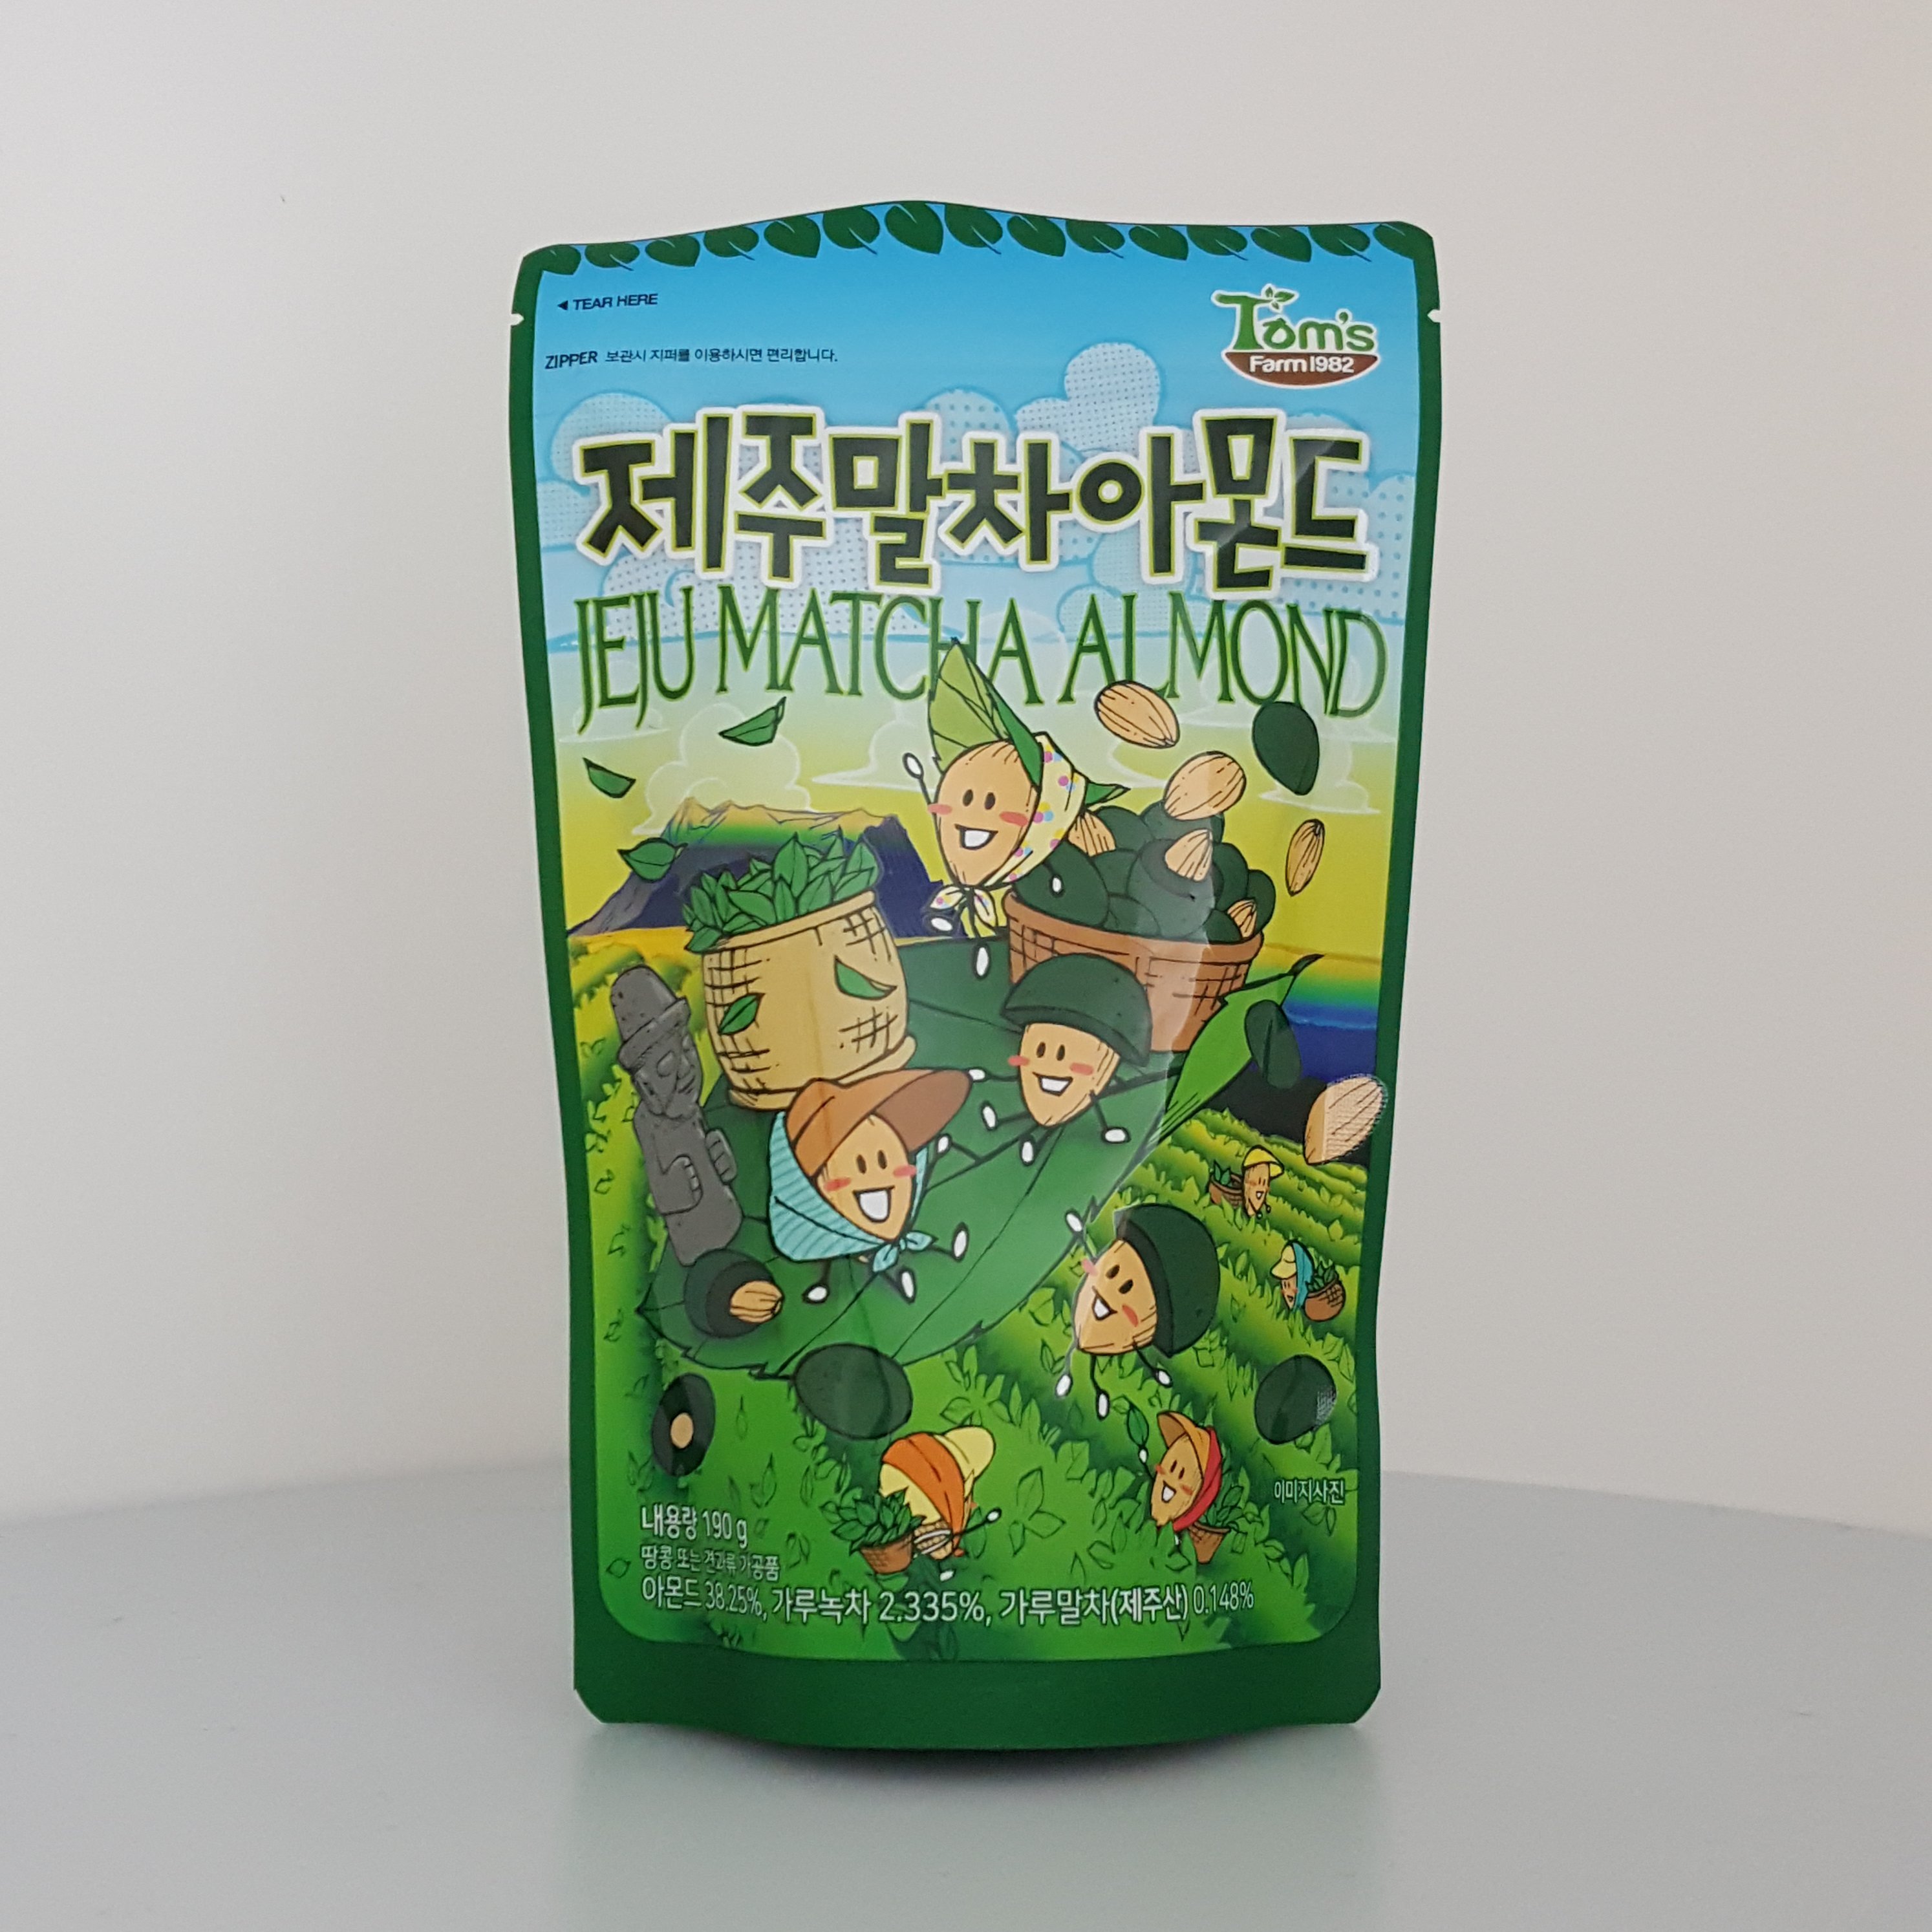 ◀ TEAR HERE
Tom's
Farm 1982
ZIPPER 보관시 지퍼를 이용하시면 편리합니다.
제주말차아몬드
JEJU MATCHA ALMOND
이미지사진
내용량 190 g
땅콩 또는 견과류 가공품
아몬드 38.25%, 가루녹차 2.335%, 가루말차(제주산) 0.148%